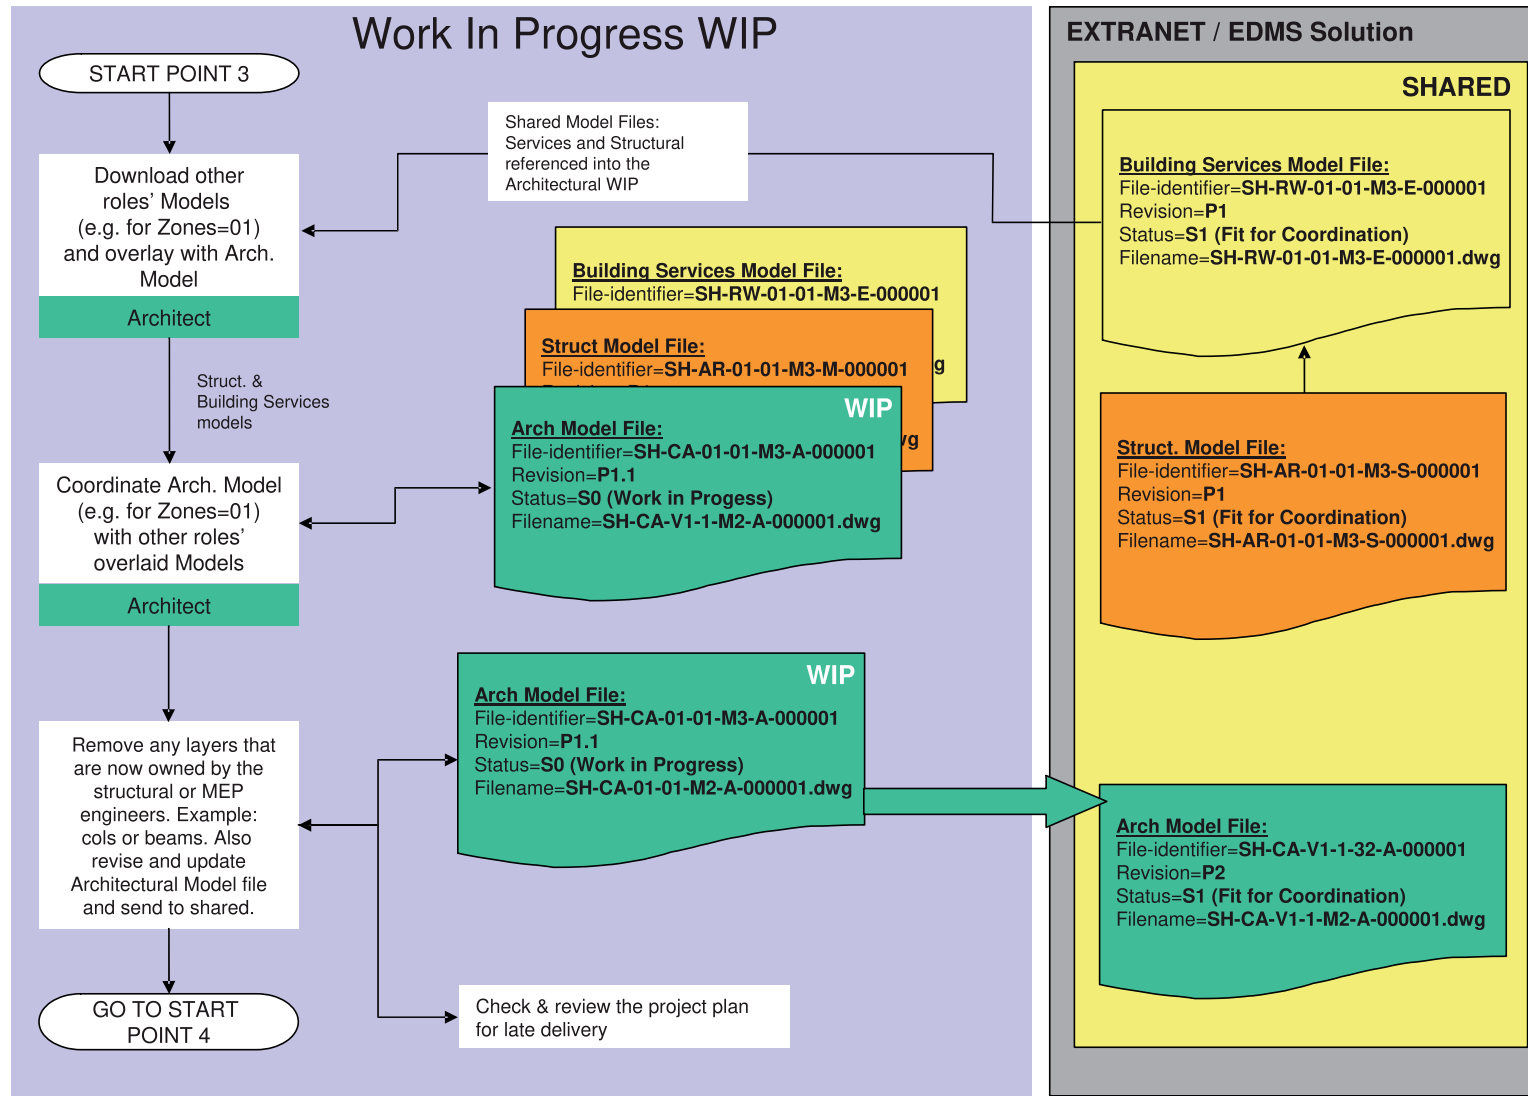 Work In Progress WIP
START POINT 3
Download other
roles’ Models
(e.g. for Zones=01)
and overlay with Arch.
Model
Architect
Struct. &
Building Services
models
Coordinate Arch. Model
(e.g. for Zones=01)
with other roles’
overlaid Models
Architect
Remove any layers that
are now owned by the
structural or MEP
engineers. Example:
cols or beams. Also
revise and update
Architectural Model file
and send to shared.
GO TO START
POINT 4
Shared Model Files:
Services and Structural
referenced into the
Architectural WIP
Building Services Model File:
File-identifier=SH-RW-01-01-M3-E-000001
g
Struct Model File:
File-identifier=SH-AR-01-01-M3-M-000001
vg
WIP
Arch Model File:
File-identifier=SH-CA-01-01-M3-A-000001
Revision=P1.1
Status=S0 (Work in Progess)
Filename=SH-CA-V1-1-M2-A-000001.dwg
WIP
Arch Model File:
File-identifier=SH-CA-01-01-M3-A-000001
Revision=P1.1
Status=S0 (Work in Progress)
Filename=SH-CA-01-01-M2-A-000001.dwg
Check & review the project plan
for late delivery
EXTRANET / EDMS Solution
SHARED
Building Services Model File:
File-identifier=SH-RW-01-01-M3-E-000001
Revision=P1
Status=S1 (Fit for Coordination)
Filename=SH-RW-01-01-M3-E-000001.dwg
Struct. Model File:
File-identifier=SH-AR-01-01-M3-S-000001
Revision=P1
Status=S1 (Fit for Coordination)
Filename=SH-AR-01-01-M3-S-000001.dwg
Arch Model File:
File-identifier=SH-CA-V1-1-32-A-000001
Revision=P2
Status=S1 (Fit for Coordination)
Filename=SH-CA-V1-1-M2-A-000001.dwg